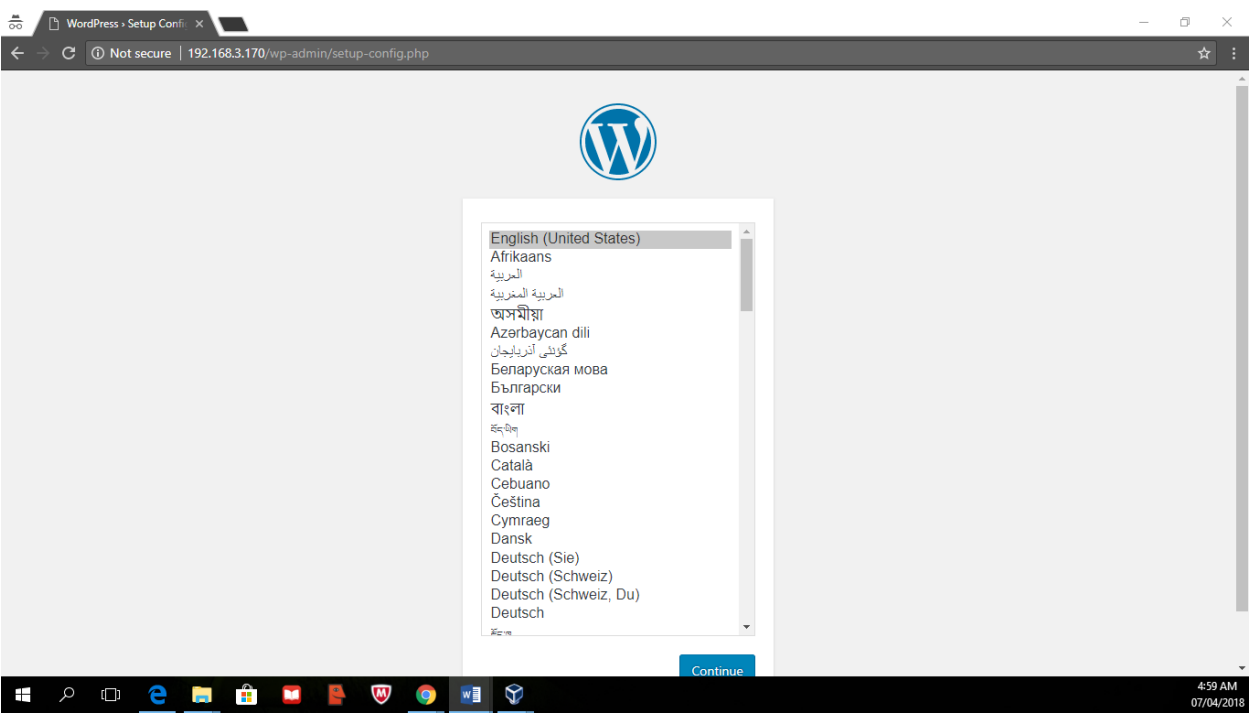 WordPress › Setup Confi
Not secure | 192.168.3.170/wp-admin/setup-config.php
English (United States)
Afrikaans
العربية
العربية المغربية
অসমীয়া
Azərbaycan dili
گؤنئی آذربایجان
Беларуская мова
Български
বাংলা
བོད་ཡིག
Bosanski
Català
Cebuano
Čeština
Cymraeg
Dansk
Deutsch (Sie)
Deutsch (Schweiz)
Deutsch (Schweiz, Du)
Deutsch
Continue
4:59 AM
07/04/2018